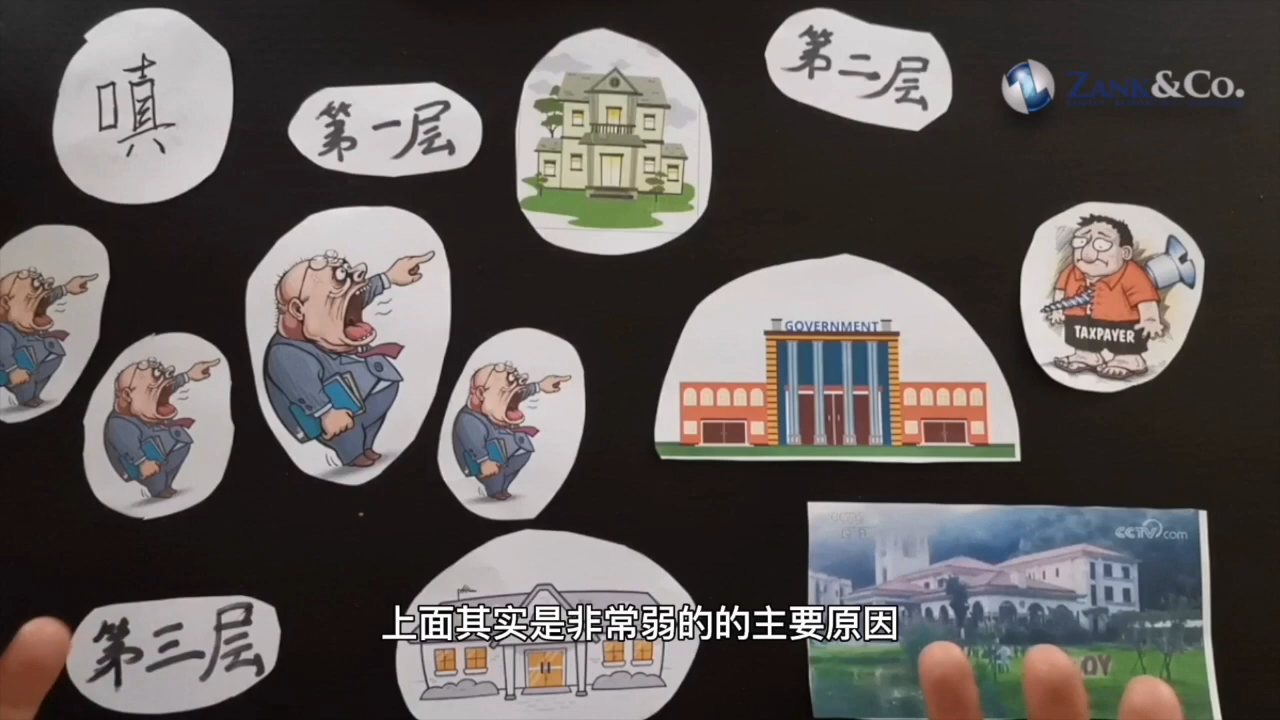 嗔
第一层
第二层
ZANK&Co.
GOVERNMENT
TAXPAYER
CCTV.com
第三层
上面其实是非常弱的的主要原因